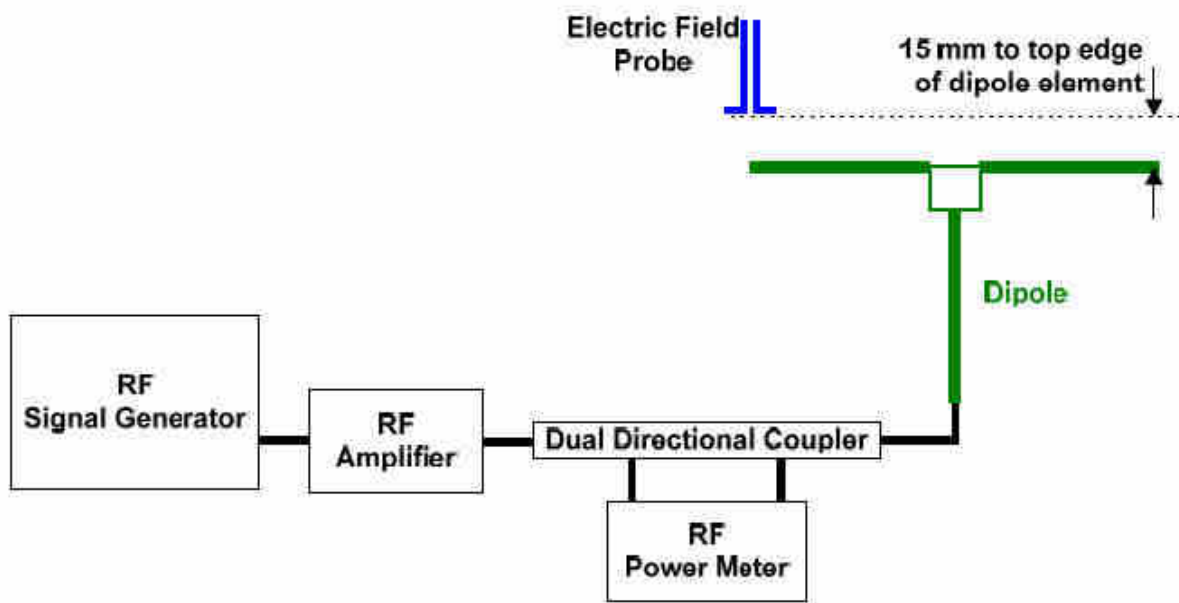 Electric Field
Probe
15 mm to top edge
of dipole element
Dipole
RF
Signal Generator
RF
Amplifier
Dual Directional Coupler
RF
Power Meter